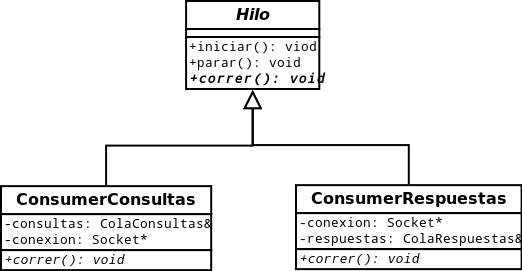 Hilo
+iniciar(): viod
+parar(): void
+correr(): void
ConsumerConsultas
-consultas: ColaConsultas&
-conexion: Socket*
+correr(): void
ConsumerRespuestas
-conexion: Socket*
-respuestas: ColaRespuestas&
+correr(): void